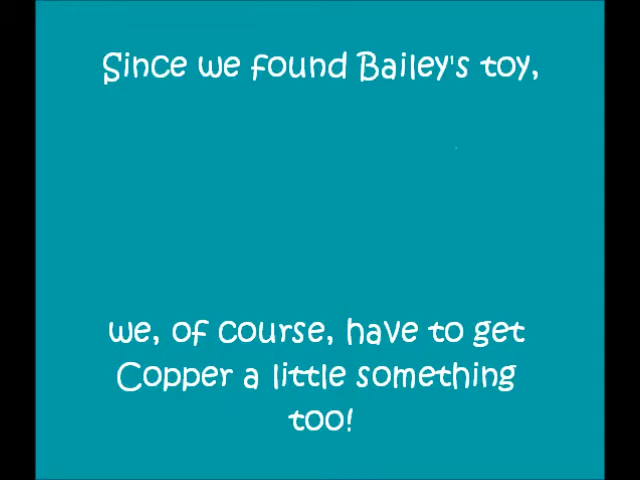 Since we found Bailey's toy,
we, of course, have to get
Copper a little something
too!